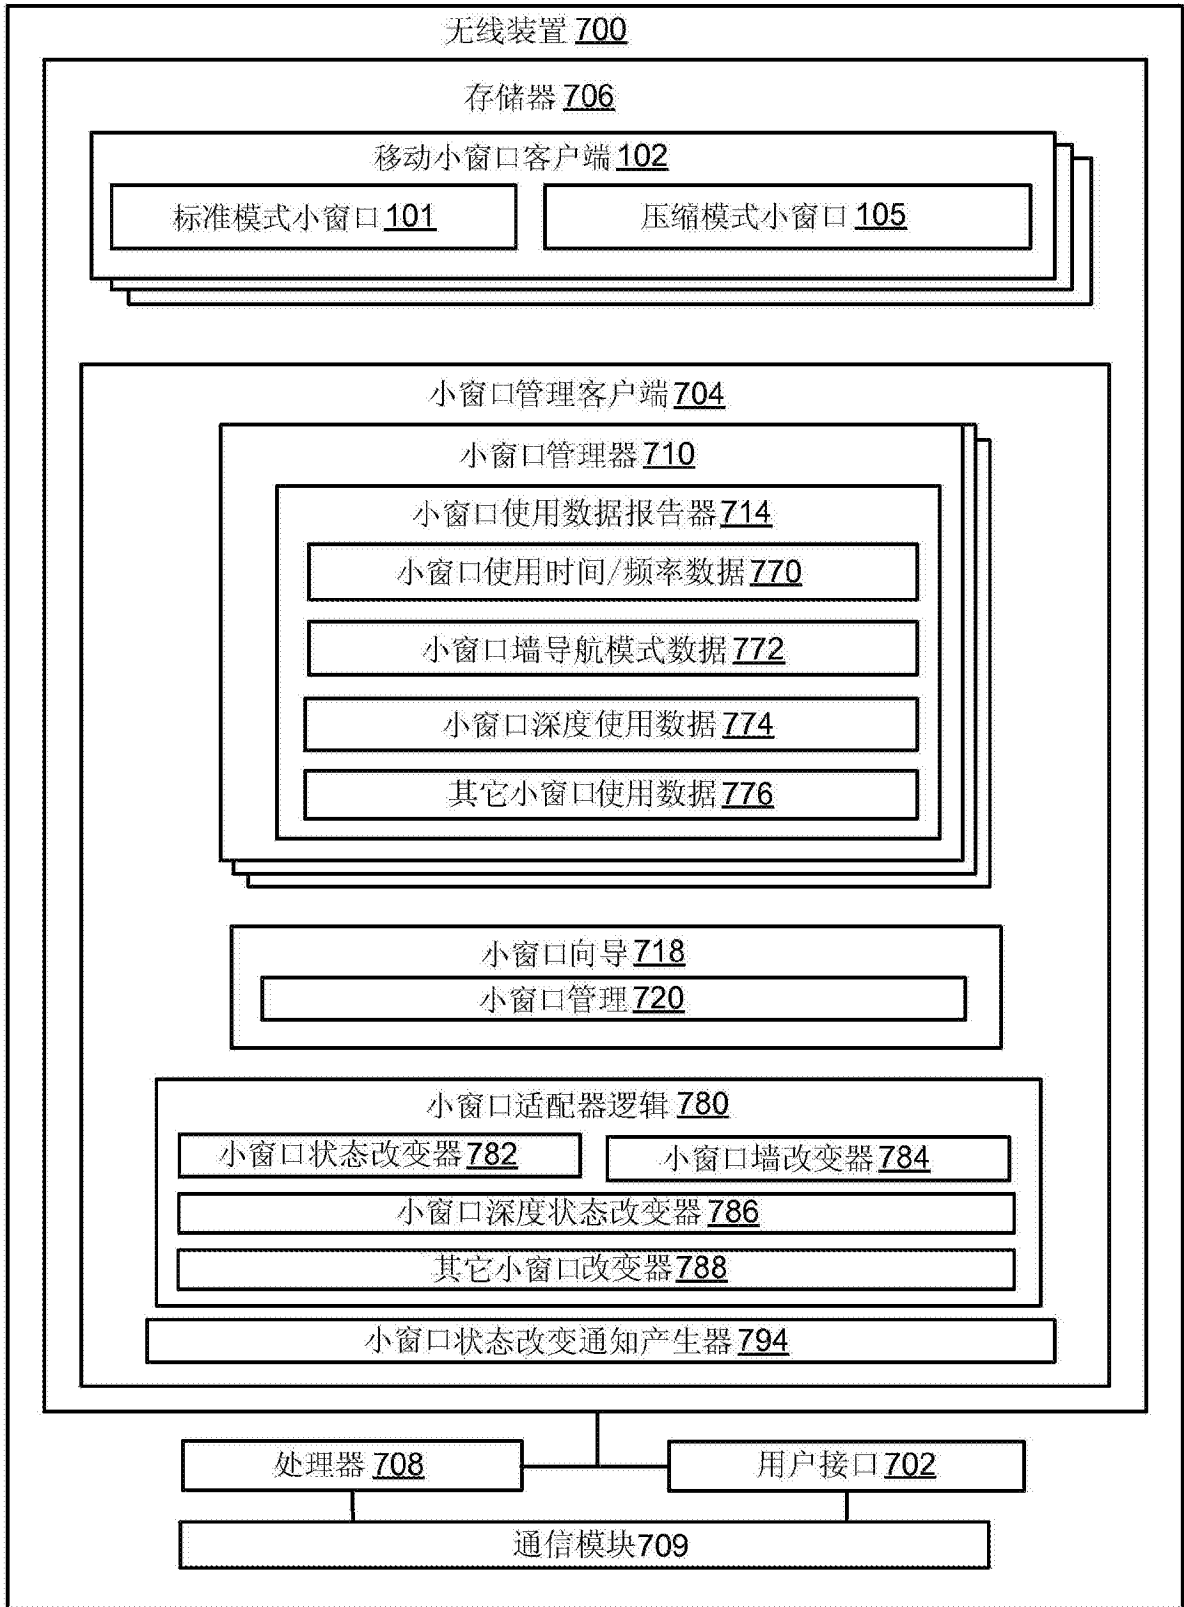 无线装置 700
存储器 706
移动小窗口客户端 102
标准模式小窗口 101
压缩模式小窗口 105
小窗口管理客户端 704
小窗口管理器 710
小窗口使用数据报告器 714
小窗口使用时间/频率数据 770
小窗口墙导航模式数据 772
小窗口深度使用数据 774
其它小窗口使用数据 776
小窗口向导 718
小窗口管理 720
小窗口适配器逻辑 780
小窗口状态改变器 782
小窗口墙改变器 784
小窗口深度状态改变器 786
其它小窗口改变器 788
小窗口状态改变通知产生器 794
处理器 708
用户接口 702
通信模块709